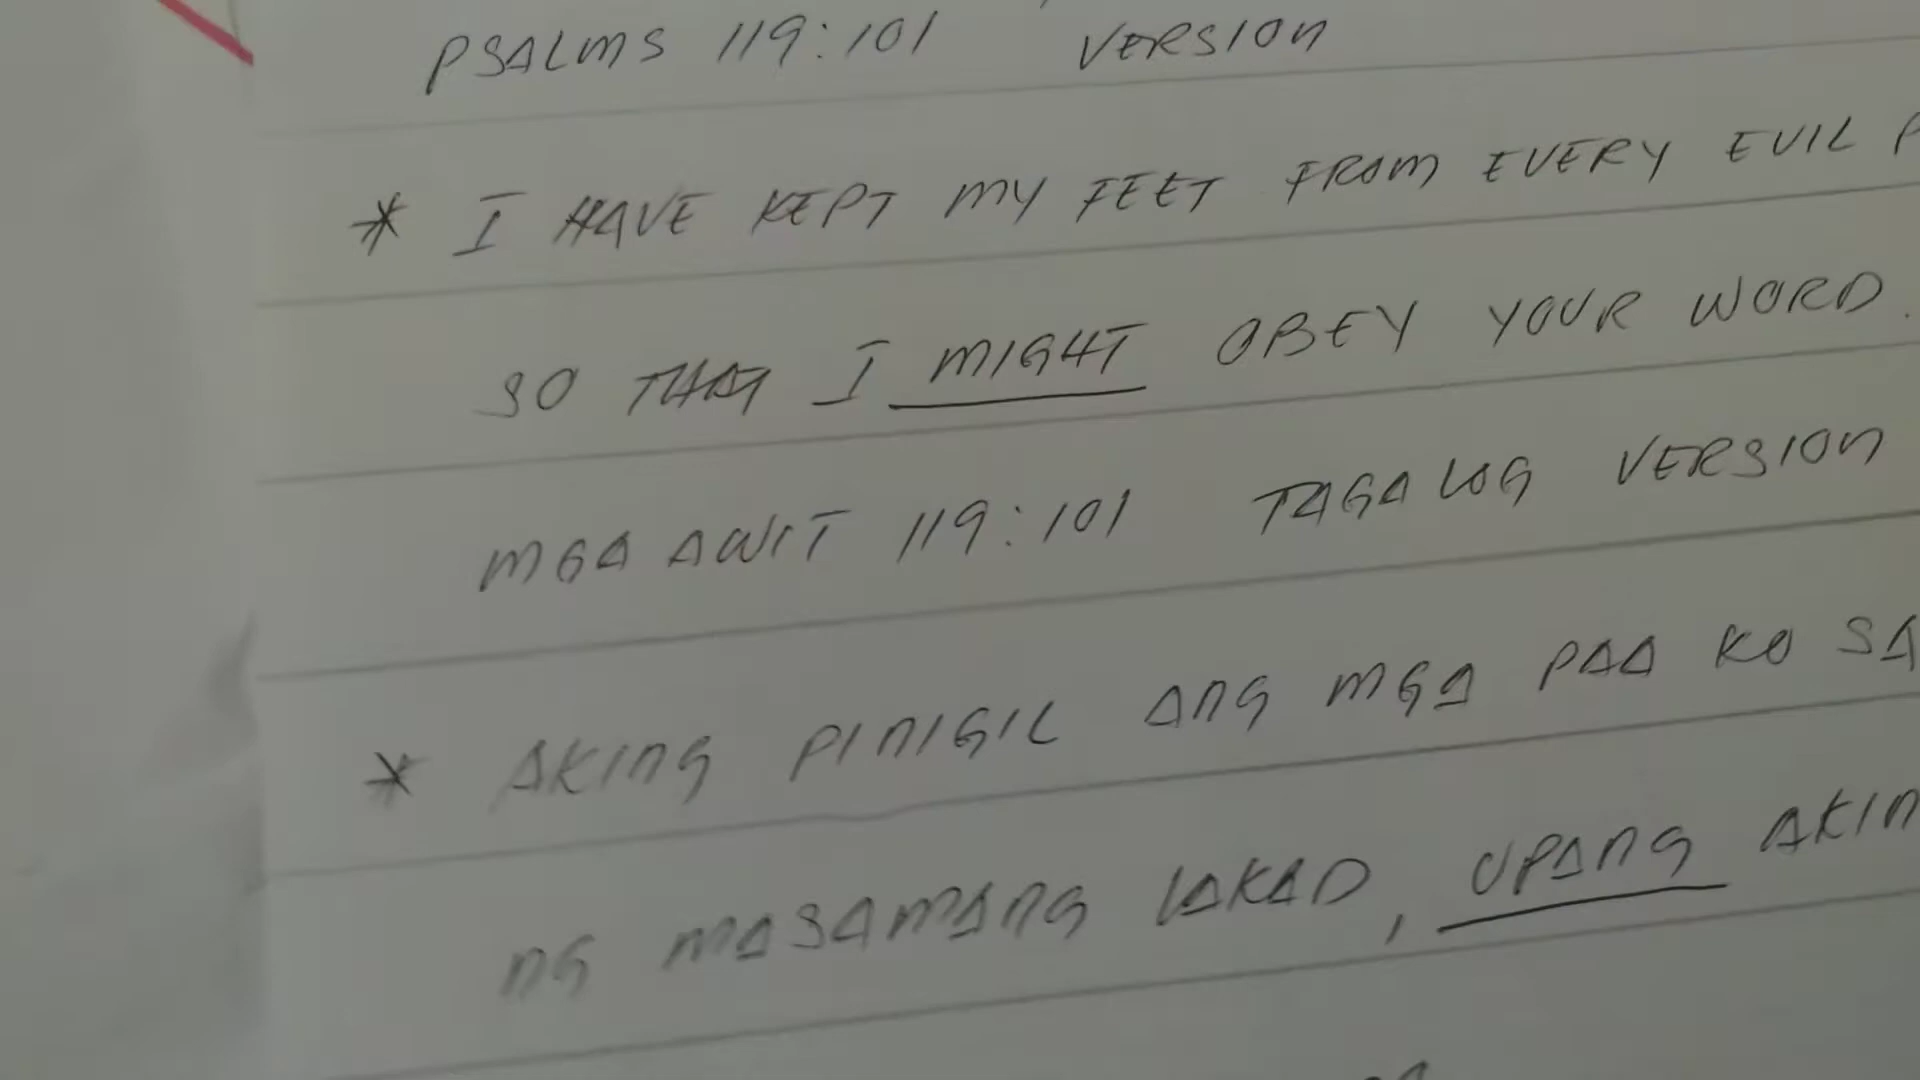 PSALMS 119:101 VERSION
* I HAVE KEPT MY FEET FROM EVERY EVIL
SO THAT I MIGHT OBEY YOUR WORD.
MGA AWIT 119:101 TAGALOG VERSION
* AKING PINIGIL ANG MGA PAA KO SA
NG MASAMANG LAKAD, UPANG